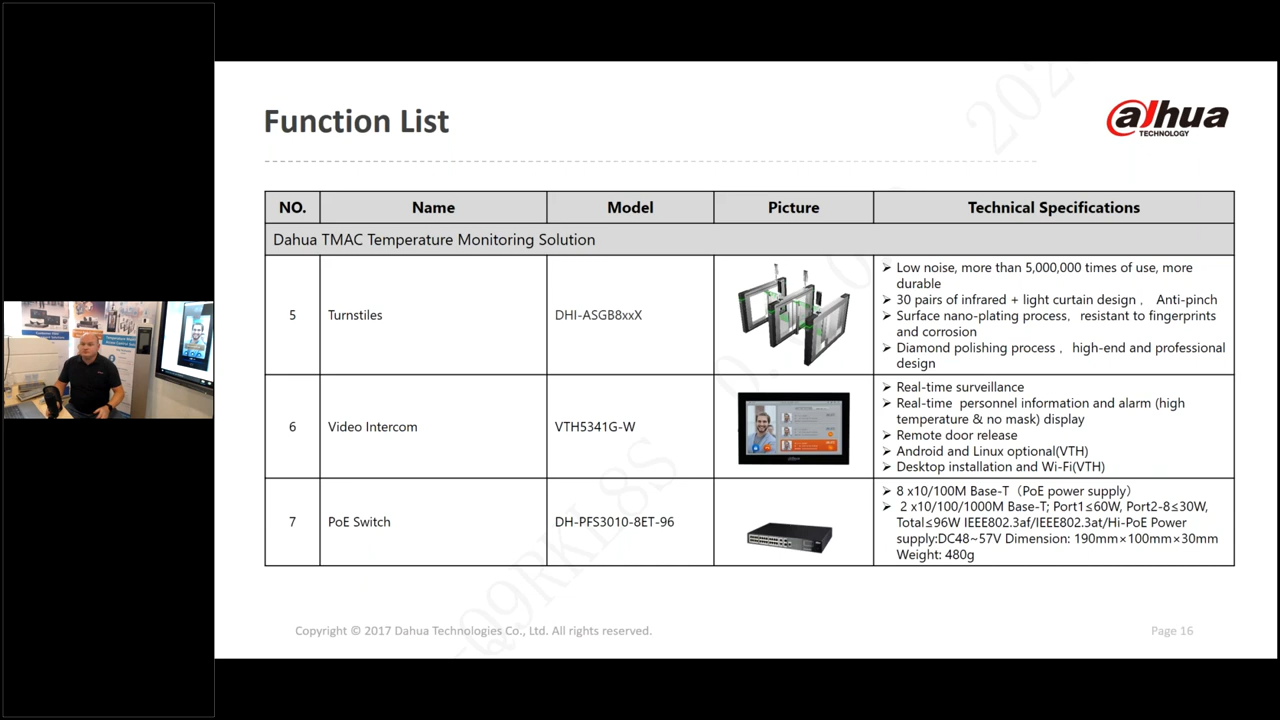 Function List
alhua
TECHNOLOGY
NO. Name Model Picture Technical Specifications
Dahua TMAC Temperature Monitoring Solution
5 Turnstiles DHI-ASGB8xxX
➢ Low noise, more than 5,000,000 times of use, more
durable
➢ 30 pairs of infrared + light curtain design , Anti-pinch
➢ Surface nano-plating process, resistant to fingerprints
and corrosion
➢ Diamond polishing process , high-end and professional
design
6 Video Intercom VTH5341G-W
➢ Real-time surveillance
➢ Real-time personnel information and alarm (high
temperature & no mask) display
➢ Remote door release
➢ Android and Linux optional(VTH)
➢ Desktop installation and Wi-Fi(VTH)
7 PoE Switch DH-PFS3010-8ET-96
➢ 8 x10/100M Base-T（PoE power supply）
➢ 2 x10/100/1000M Base-T; Port1≤60W, Port2-8≤30W,
Total≤96W IEEE802.3af/IEEE802.3at/Hi-PoE Power
supply:DC48~57V Dimension: 190mm×100mm×30mm
Weight: 480g
Copyright © 2017 Dahua Technologies Co., Ltd. All rights reserved.
Page 16